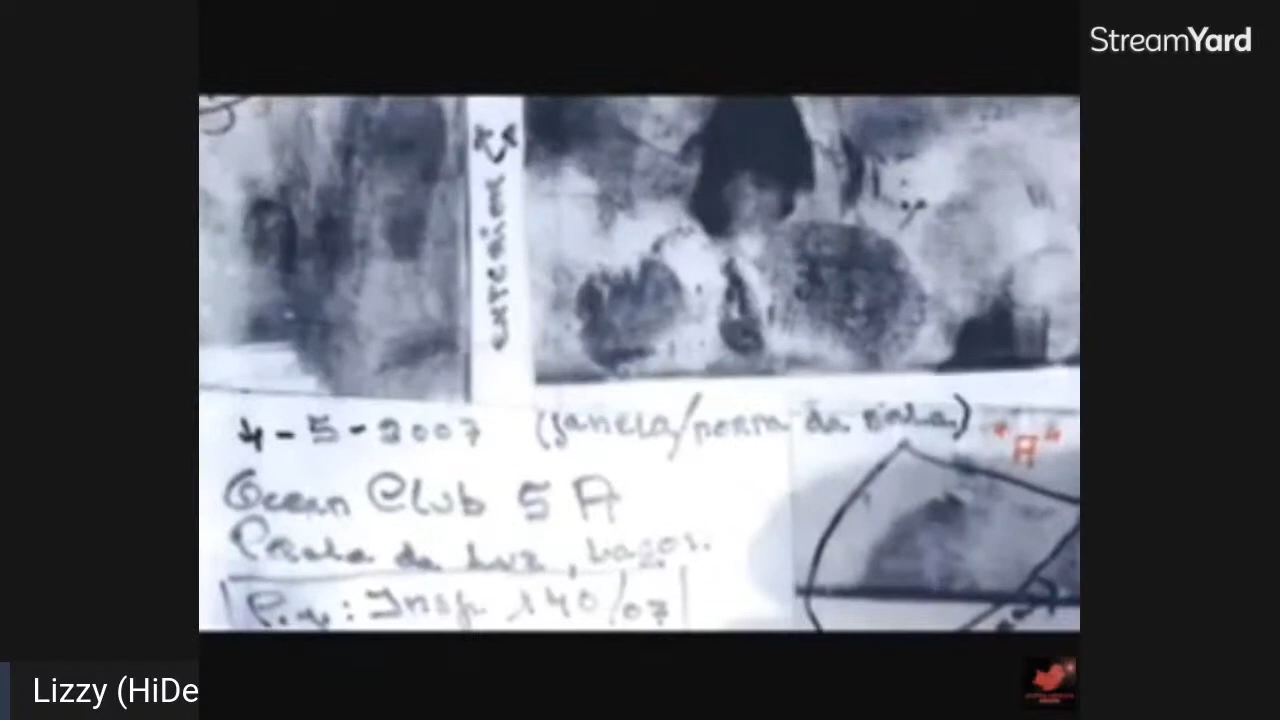 StreamYard
exterior
4-5-2007 (janela/porta da sala) "A"
Ocean Club 5A
Praia da Luz, Lagos.
P.q.: Insp. 140/07
Lizzy (HiDe